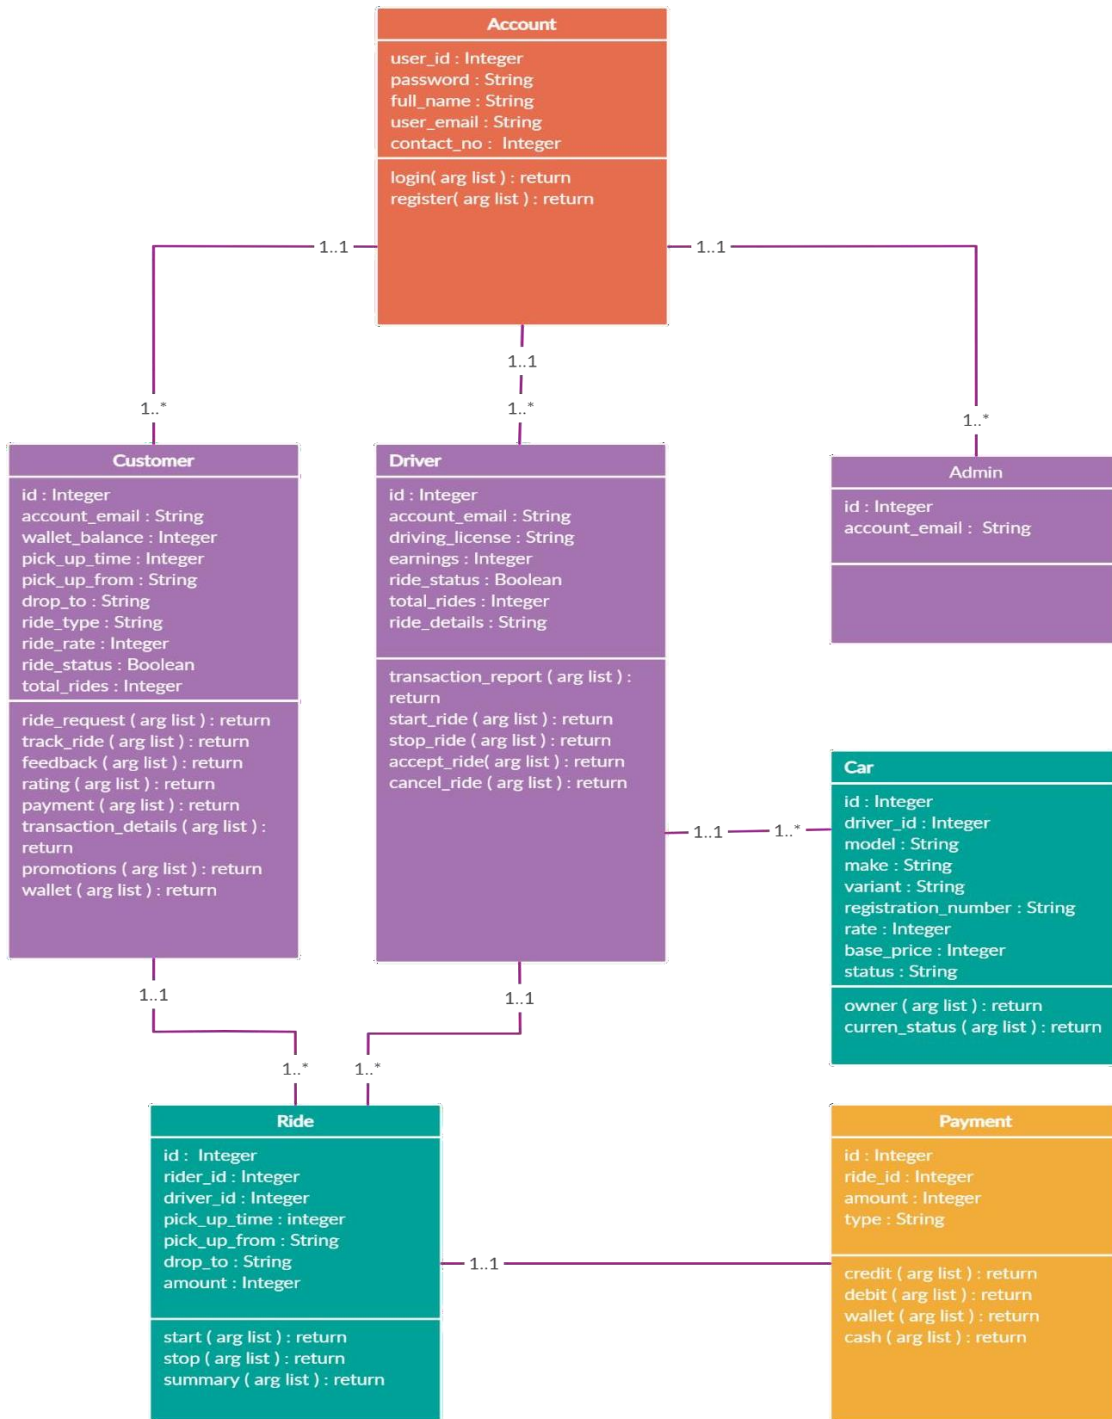 Account
user_id : Integer
password : String
full_name : String
user_email : String
contact_no :  Integer
login( arg list ) : return
register( arg list ) : return
1..1
1..1
1..1
1..*
1..*
1..*
Customer
id : Integer
account_email : String
wallet_balance : Integer
pick_up_time : Integer
pick_up_from : String
drop_to : String
ride_type : String
ride_rate : Integer
ride_status : Boolean
total_rides : Integer
ride_request ( arg list ) : return
track_ride ( arg list ) : return
feedback ( arg list ) : return
rating ( arg list ) : return
payment ( arg list ) : return
transaction_details ( arg list ) :
return
promotions ( arg list ) : return
wallet ( arg list ) : return
Driver
id : Integer
account_email : String
driving_license : String
earnings : Integer
ride_status : Boolean
total_rides : Integer
ride_details : String
transaction_report ( arg list ) :
return
start_ride ( arg list ) : return
stop_ride ( arg list ) : return
accept_ride( arg list ) : return
cancel_ride ( arg list ) : return
Admin
id : Integer
account_email :  String
1..1
1..*
Car
id : Integer
driver_id : Integer
model : String
make : String
variant : String
registration_number : String
rate : Integer
base_price : Integer
status : String
owner ( arg list ) : return
curren_status ( arg list ) : return
1..1
1..1
1..*
1..*
Ride
id :  Integer
rider_id : Integer
driver_id : Integer
pick_up_time : integer
pick_up_from : String
drop_to : String
amount : Integer
start ( arg list ) : return
stop ( arg list ) : return
summary ( arg list ) : return
1..1
Payment
id : Integer
ride_id : Integer
amount : Integer
type : String
credit ( arg list ) : return
debit ( arg list ) : return
wallet ( arg list ) : return
cash ( arg list ) : return